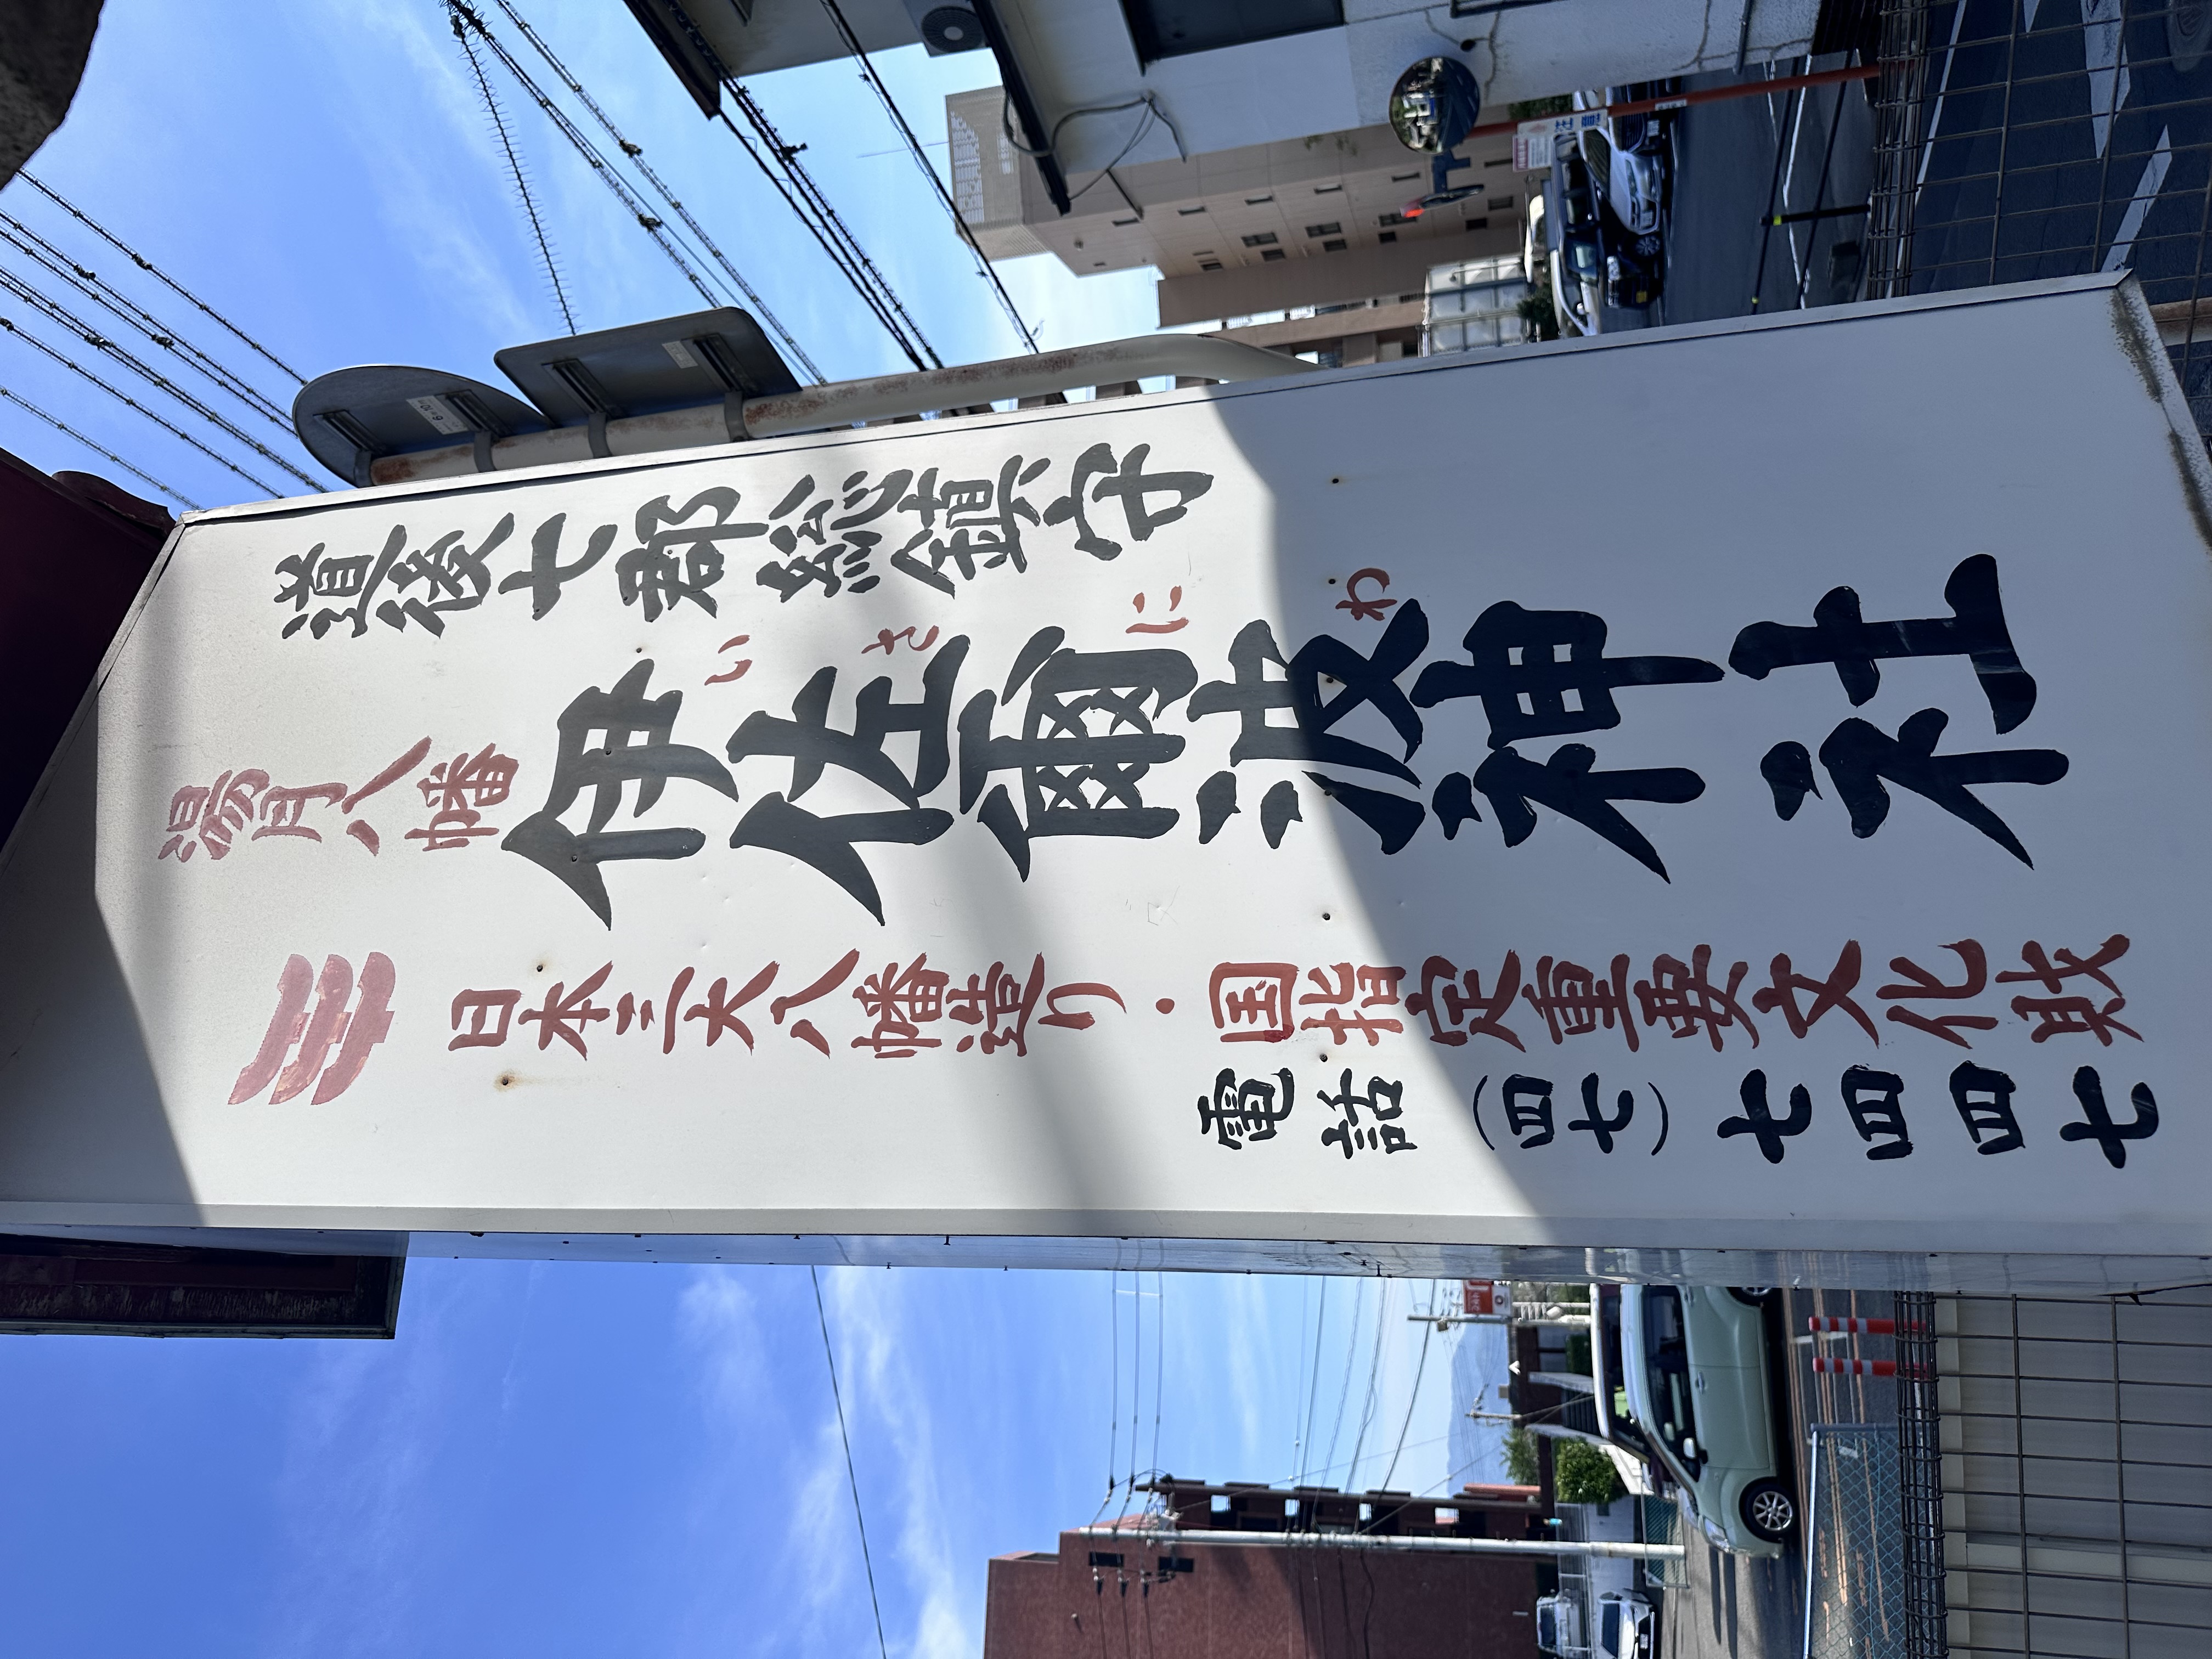 道後七郡総鎮守
湯月八幡
伊佐爾波神社
いさにわ
日本三大八幡造り・国指定重要文化財
電話(四七)七四四七